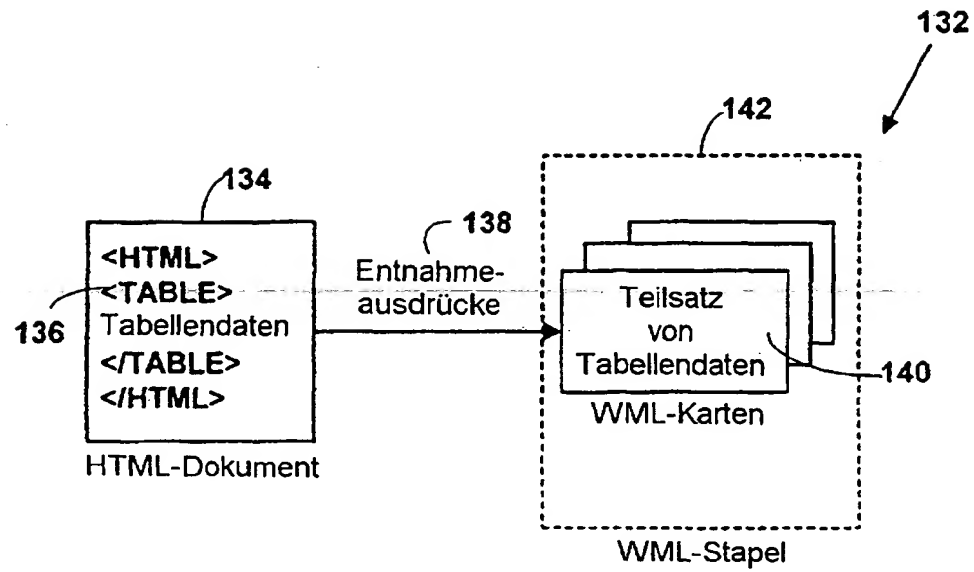 132
142
134
138
<HTML>
<TABLE>
136
Tabellendaten
</TABLE>
</HTML>
HTML-Dokument
Entnahme-
ausdrücke
Teilsatz
von
Tabellendaten
140
WML-Karten
WML-Stapel